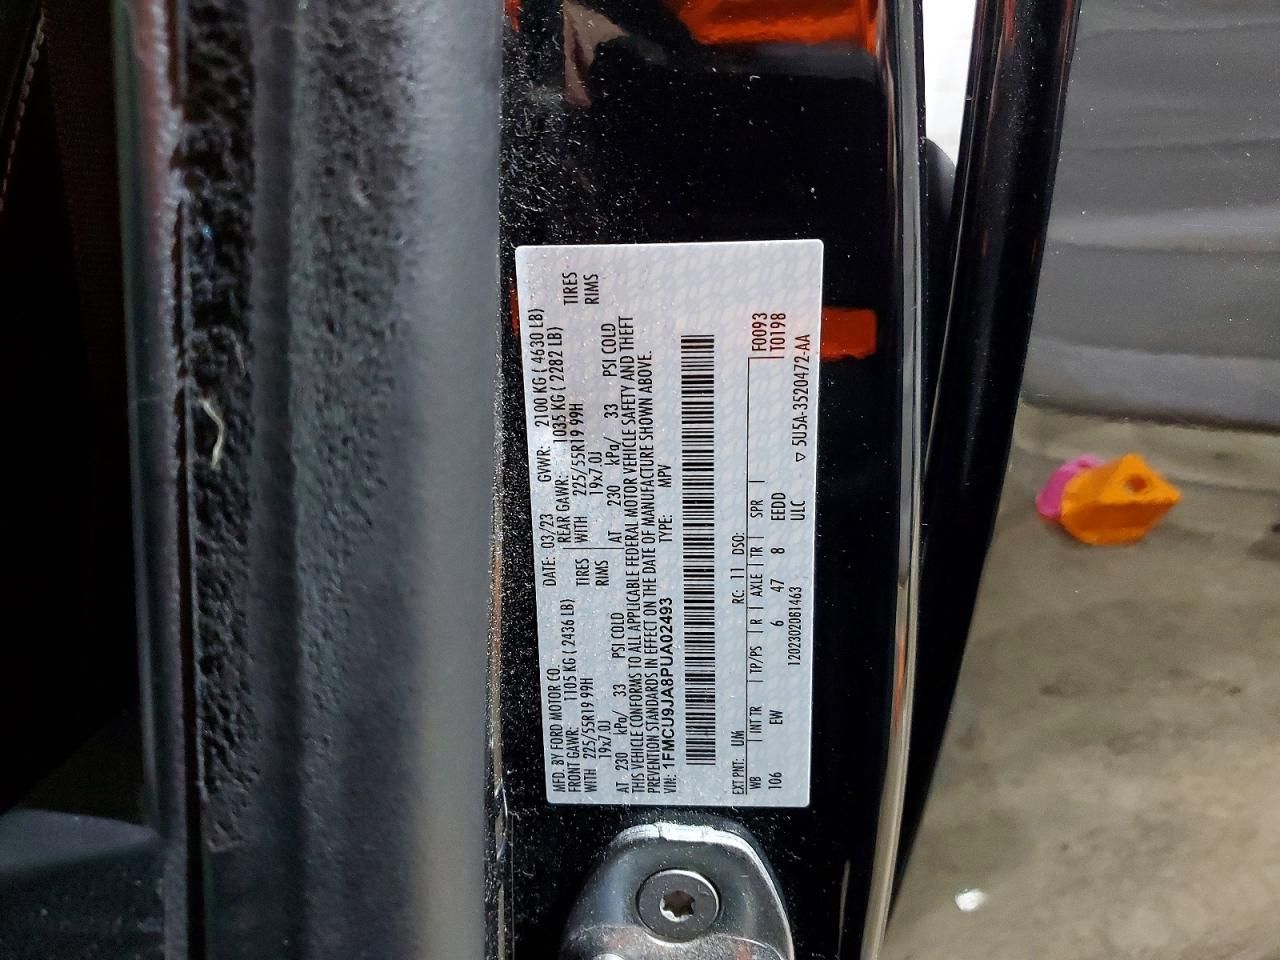 MFD. BY FORD MOTOR CO. DATE: 03/23 GVWR: 2100 KG ( 4630 LB)
FRONT GAWR: 1105 KG ( 2436 LB) REAR GAWR: 1035 KG ( 2282 LB)
WITH 225/55R19 99H TIRES WITH 225/55R19 99H TIRES
19x7.0J RIMS 19x7.0J RIMS
AT 230 kPa/ 33 PSI COLD AT 230 kPa/ 33 PSI COLD
THIS VEHICLE CONFORMS TO ALL APPLICABLE FEDERAL MOTOR VEHICLE SAFETY AND THEFT
PREVENTION STANDARDS IN EFFECT ON THE DATE OF MANUFACTURE SHOWN ABOVE.
VIN: 1FMCU9JA8PUA02493 TYPE: MPV
EXT PNT: UM RC: 11 DSO: F0093
WB INT TR TP/PS R AXLE TR SPR T0198
106 EW 6 47 8 EEDD
1202302081463 ULC ▽ 5U5A-3520472-AA